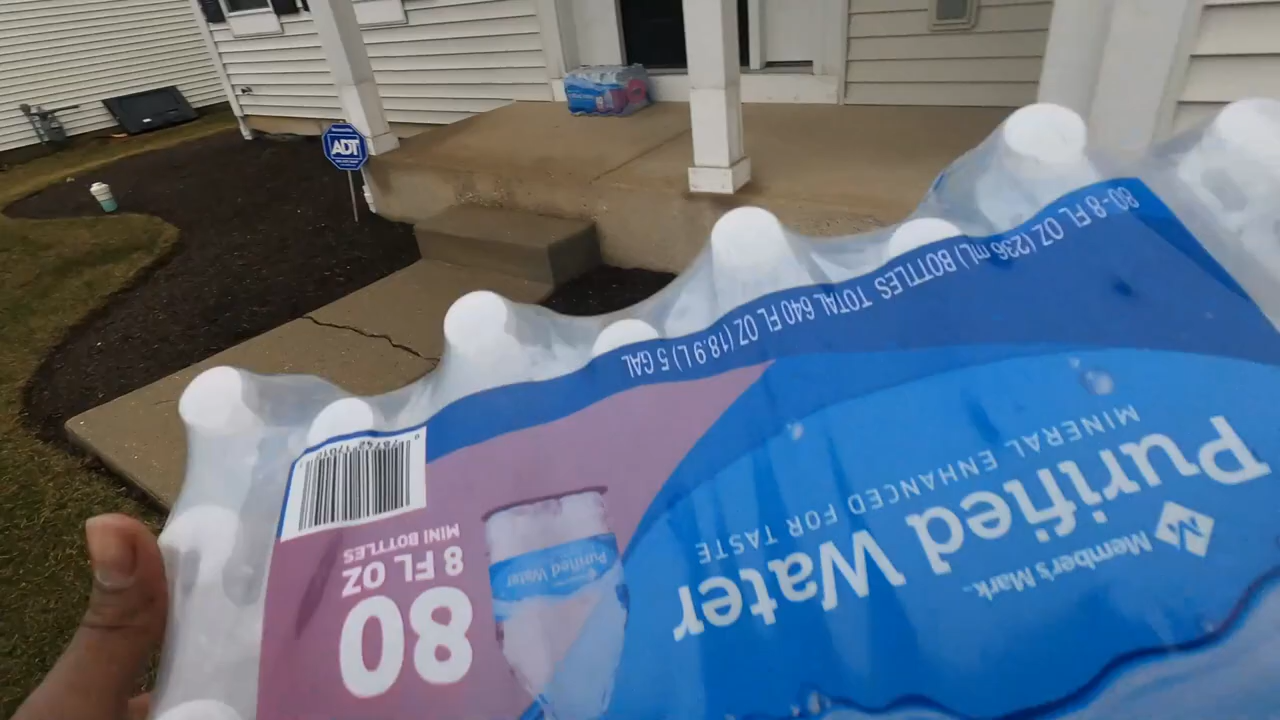 Member's Mark
Purified Water
MINERAL ENHANCED FOR TASTE
80
8 FL OZ
MINI BOTTLES
Purified Water
80-8 FL OZ (236 mL) BOTTLES TOTAL 640 FL OZ (18.9 L) 5 GAL
ADT